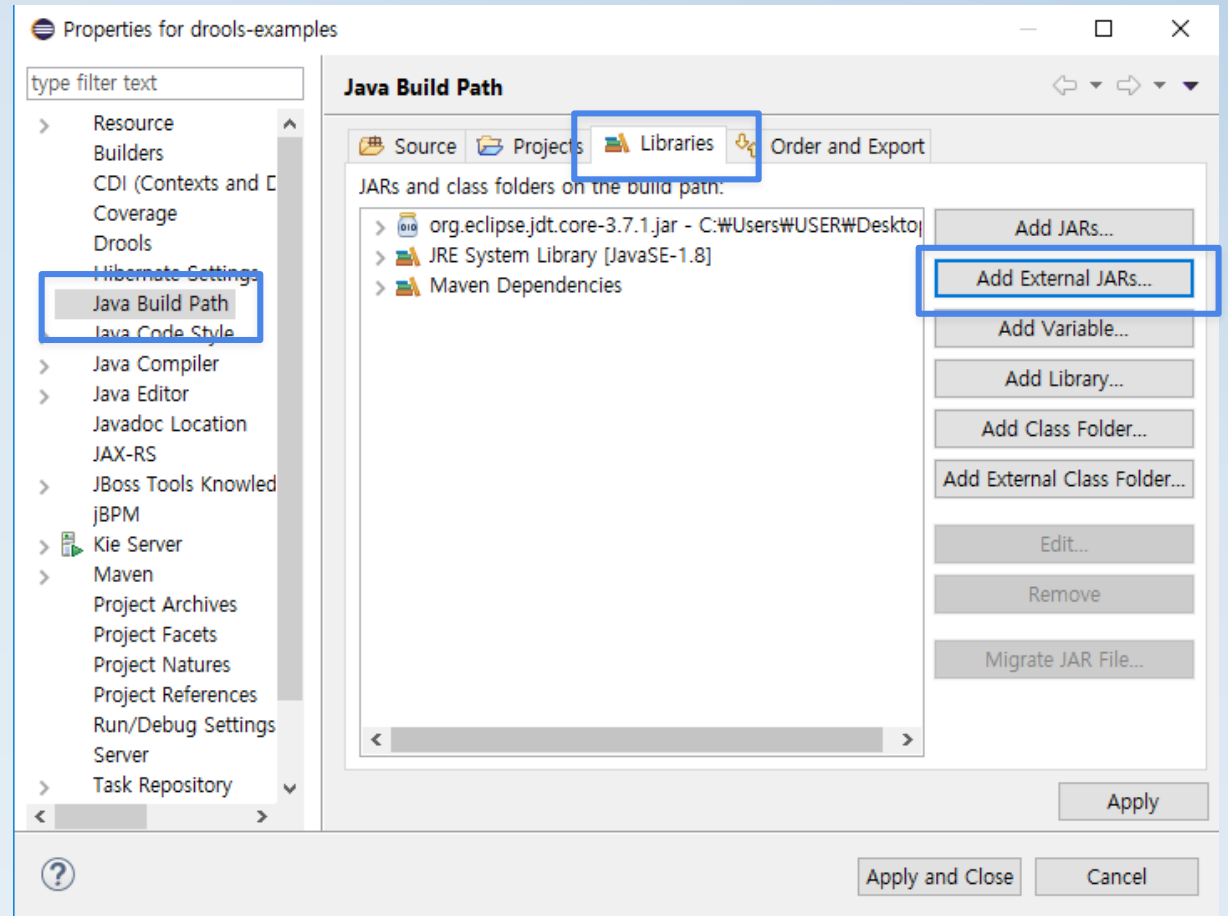 Properties for drools-examples
type filter text
Resource
Builders
CDI (Contexts and D
Coverage
Drools
Hibernate Settings
Java Build Path
Java Code Style
Java Compiler
Java Editor
Javadoc Location
JAX-RS
JBoss Tools Knowled
jBPM
Kie Server
Maven
Project Archives
Project Facets
Project Natures
Project References
Run/Debug Settings
Server
Task Repository
Java Build Path
Source Projects Libraries Order and Export
JARs and class folders on the build path:
org.eclipse.jdt.core-3.7.1.jar - C:₩Users₩USER₩Desktop
JRE System Library [JavaSE-1.8]
Maven Dependencies
Add JARs...
Add External JARs...
Add Variable...
Add Library...
Add Class Folder...
Add External Class Folder...
Edit...
Remove
Migrate JAR File...
Apply
Apply and Close Cancel